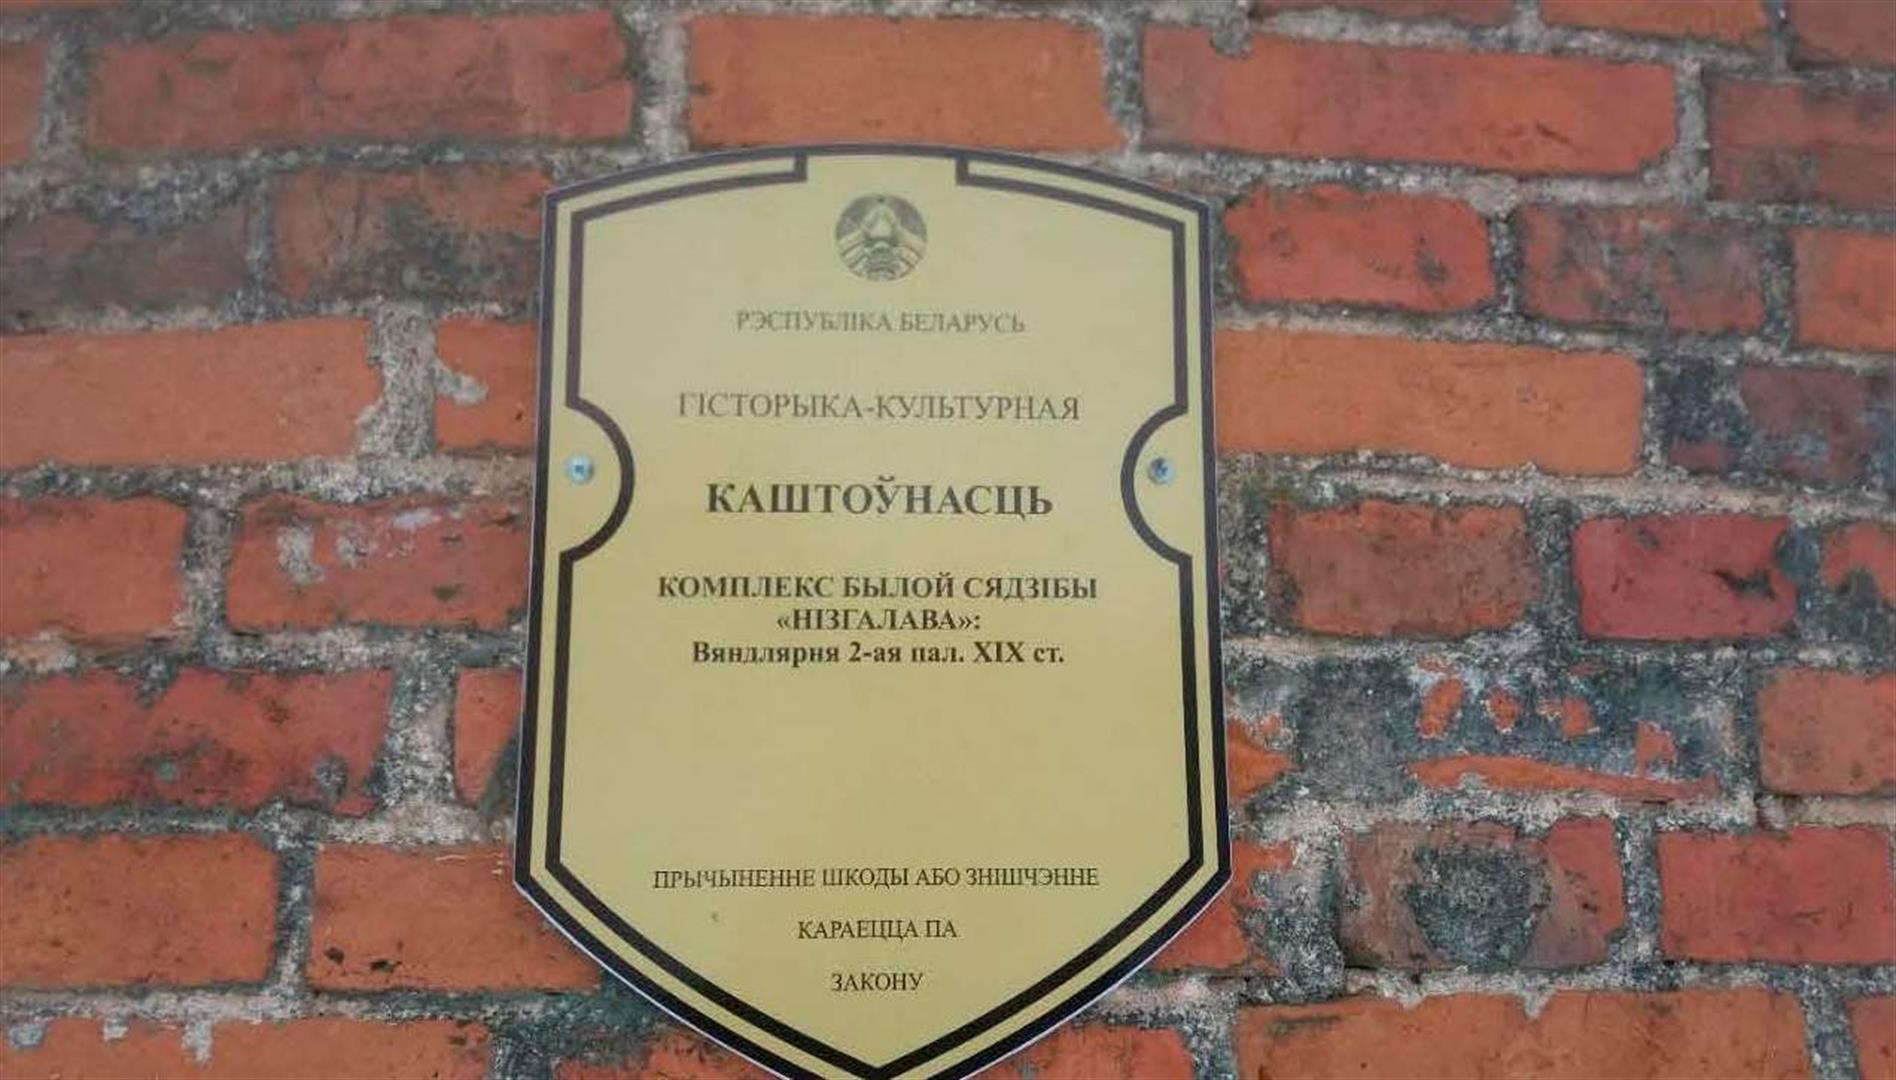 РЭСПУБЛІКА БЕЛАРУСЬ
ГІСТОРЫКА-КУЛЬТУРНАЯ
КАШТОЎНАСЦЬ
КОМПЛЕКС БЫЛОЙ СЯДЗІБЫ
«НІЗГАЛАВА»:
Вяндлярня 2-ая пал. XIX ст.
ПРЫЧЫНЕННЕ ШКОДЫ АБО ЗНІШЧЭННЕ
КАРАЕЦЦА ПА
ЗАКОНУ